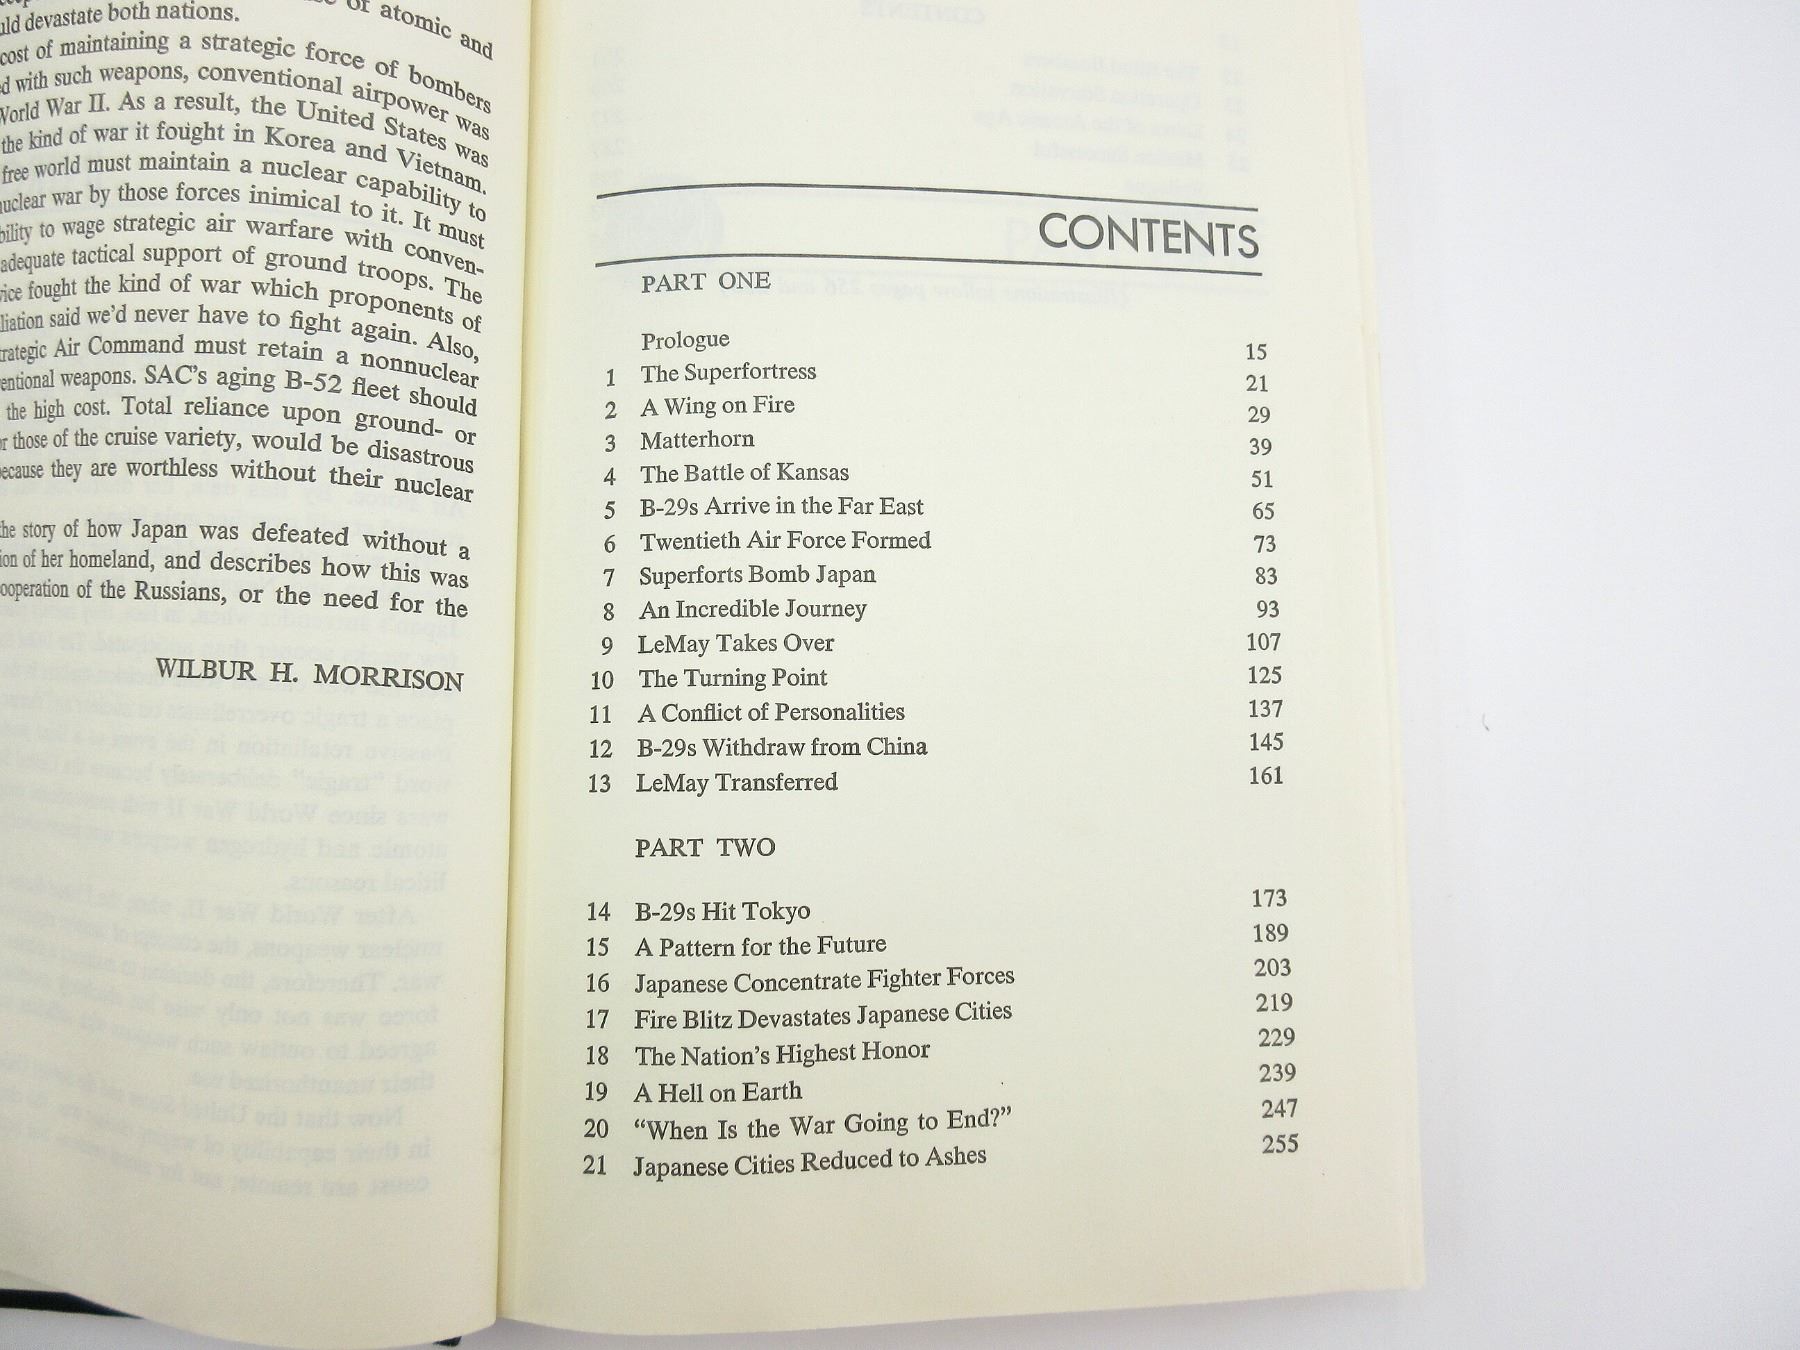 of atomic and
devastate both nations.
cost of maintaining a strategic force of bombers
with such weapons, conventional airpower was
World War II. As a result, the United States was
the kind of war it fought in Korea and Vietnam.
free world must maintain a nuclear capability to
nuclear war by those forces inimical to it. It must
to wage strategic air warfare with conven-
adequate tactical support of ground troops. The
fought the kind of war which proponents of
said we'd never have to fight again. Also,
Air Command must retain a nonnuclear
weapons. SAC's aging B-52 fleet should
the high cost. Total reliance upon ground- or
those of the cruise variety, would be disastrous
because they are worthless without their nuclear
the story of how Japan was defeated without a
of her homeland, and describes how this was
of the Russians, or the need for the
WILBUR H. MORRISON
CONTENTS
PART ONE
Prologue 15
1 The Superfortress 21
2 A Wing on Fire 29
3 Matterhorn 39
4 The Battle of Kansas 51
5 B-29s Arrive in the Far East 65
6 Twentieth Air Force Formed 73
7 Superforts Bomb Japan 83
8 An Incredible Journey 93
9 LeMay Takes Over 107
10 The Turning Point 125
11 A Conflict of Personalities 137
12 B-29s Withdraw from China 145
13 LeMay Transferred 161
PART TWO
14 B-29s Hit Tokyo 173
15 A Pattern for the Future 189
16 Japanese Concentrate Fighter Forces 203
17 Fire Blitz Devastates Japanese Cities 219
18 The Nation's Highest Honor 229
19 A Hell on Earth 239
20 "When Is the War Going to End?" 247
21 Japanese Cities Reduced to Ashes 255